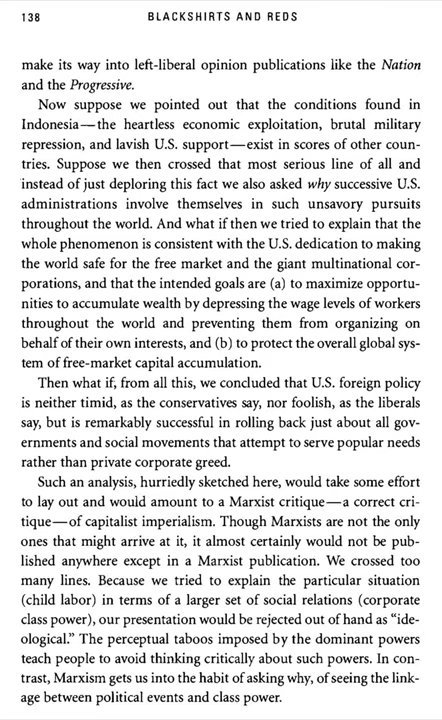 138 BLACKSHIRTS AND REDS
make its way into left-liberal opinion publications like the Nation
and the Progressive.
Now suppose we pointed out that the conditions found in
Indonesia—the heartless economic exploitation, brutal military
repression, and lavish U.S. support—exist in scores of other coun-
tries. Suppose we then crossed that most serious line of all and
instead of just deploring this fact we also asked why successive U.S.
administrations involve themselves in such unsavory pursuits
throughout the world. And what if then we tried to explain that the
whole phenomenon is consistent with the U.S. dedication to making
the world safe for the free market and the giant multinational cor-
porations, and that the intended goals are (a) to maximize opportu-
nities to accumulate wealth by depressing the wage levels of workers
throughout the world and preventing them from organizing on
behalf of their own interests, and (b) to protect the overall global sys-
tem of free-market capital accumulation.
Then what if, from all this, we concluded that U.S. foreign policy
is neither timid, as the conservatives say, nor foolish, as the liberals
say, but is remarkably successful in rolling back just about all gov-
ernments and social movements that attempt to serve popular needs
rather than private corporate greed.
Such an analysis, hurriedly sketched here, would take some effort
to lay out and would amount to a Marxist critique—a correct cri-
tique—of capitalist imperialism. Though Marxists are not the only
ones that might arrive at it, it almost certainly would not be pub-
lished anywhere except in a Marxist publication. We crossed too
many lines. Because we tried to explain the particular situation
(child labor) in terms of a larger set of social relations (corporate
class power), our presentation would be rejected out of hand as “ide-
ological.” The perceptual taboos imposed by the dominant powers
teach people to avoid thinking critically about such powers. In con-
trast, Marxism gets us into the habit of asking why, of seeing the link-
age between political events and class power.